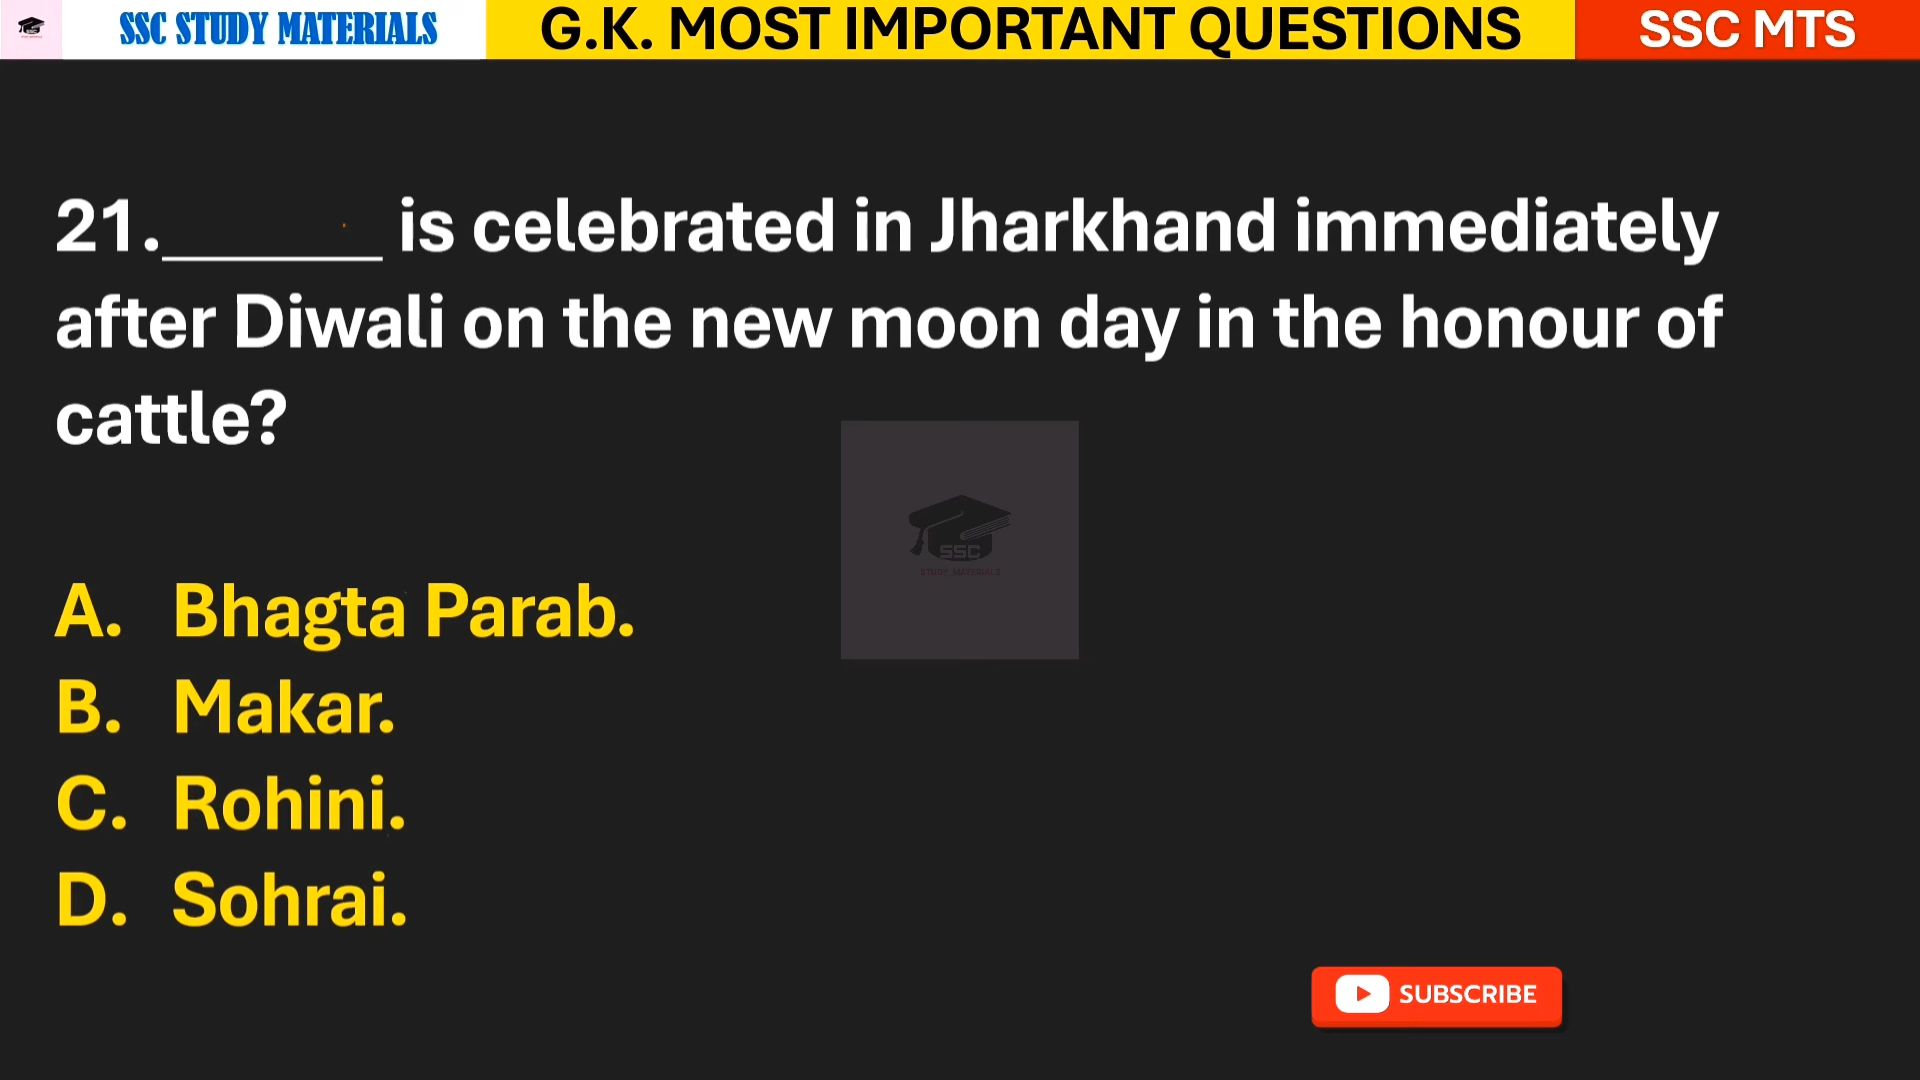 SSC STUDY MATERIALS
G.K. MOST IMPORTANT QUESTIONS
SSC MTS
21.______ is celebrated in Jharkhand immediately
after Diwali on the new moon day in the honour of
cattle?
SSC
STUDY_MATERIALS
A. Bhagta Parab.
B. Makar.
C. Rohini.
D. Sohrai.
SUBSCRIBE